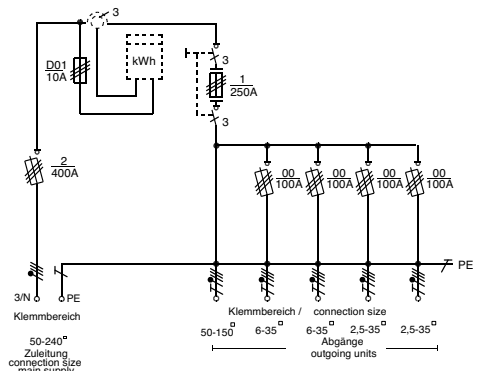 3
D01
10A
kWh
3
1
250A
3
2
400A
00
100A
00
100A
00
100A
00
100A
PE
3/N
PE
Klemmbereich
50-240
Zuleitung
connection size
main supply
Klemmbereich / connection size
50-150 6-35 6-35 2,5-35 2,5-35
Abgänge
outgoing units